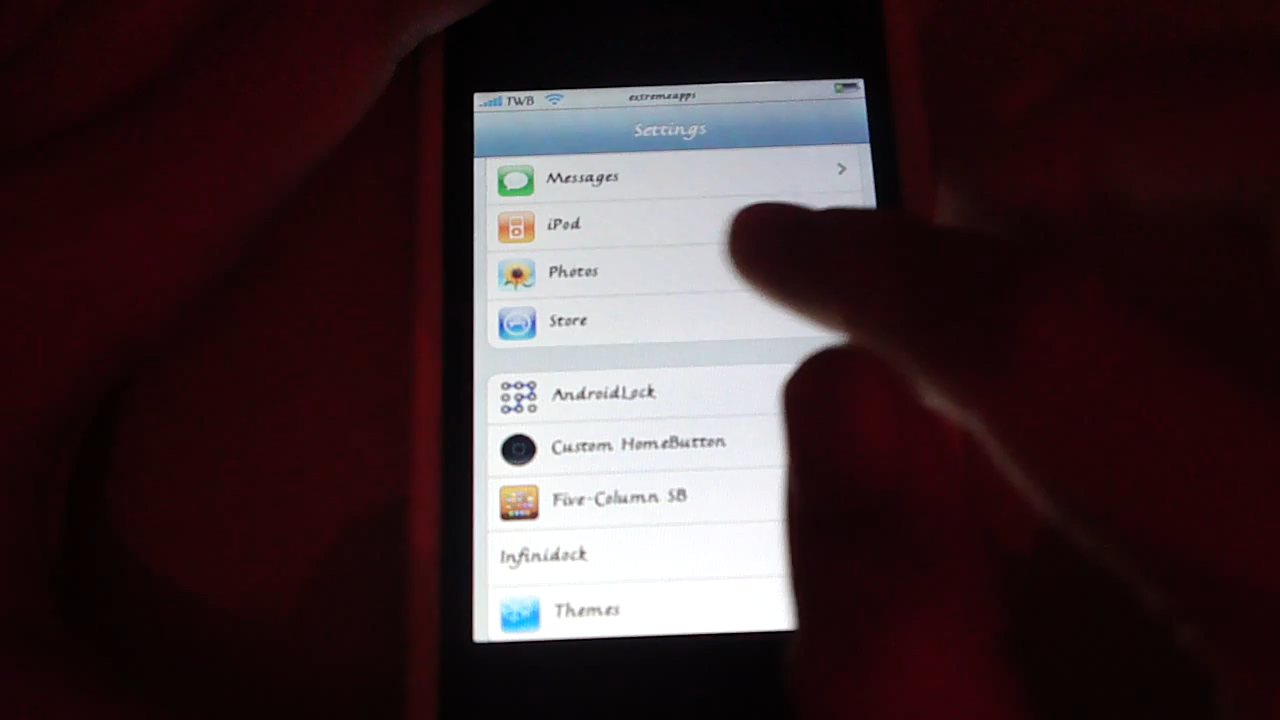 TWB extremeapps
Settings
Messages
iPod
Photos
Store
AndroidLock
Custom HomeButton
Five-Column SB
Infinidock
Themes